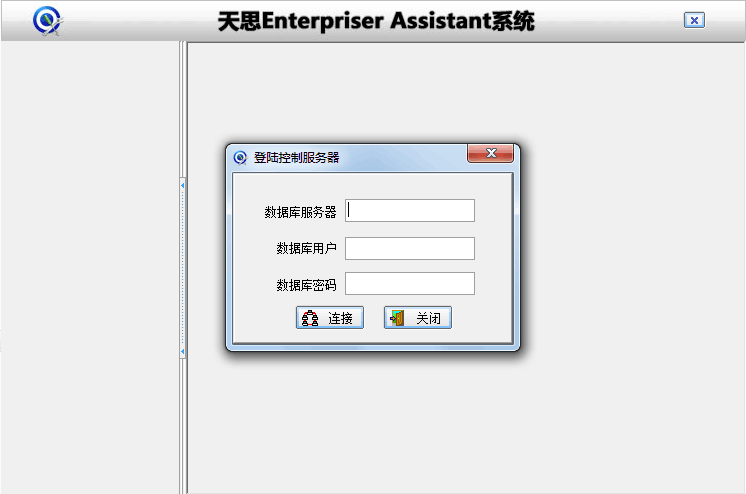 天思Enterpriser Assistant系统
登陆控制服务器
数据库服务器
数据库用户
数据库密码
连接 关闭